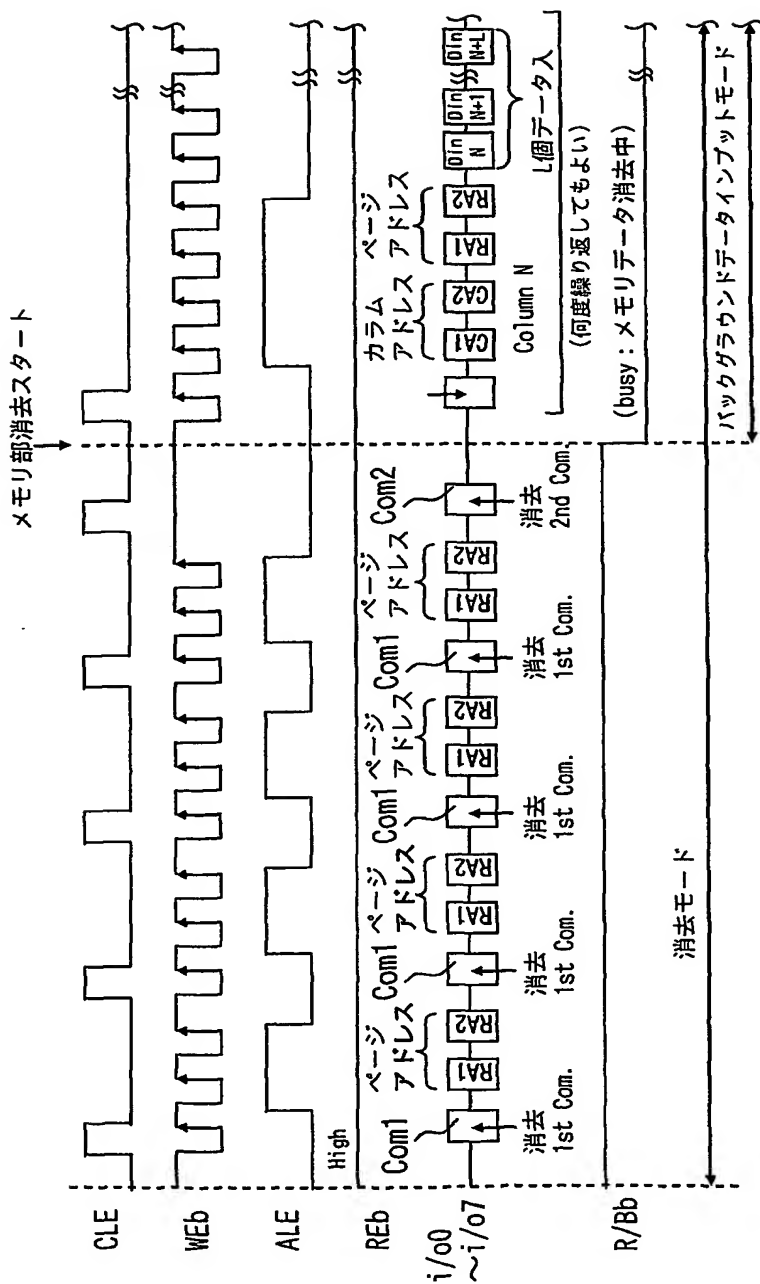 メモリ部消去スタート
CLE
WEb
ALE
REb
High
i/o0
～i/o7
Com1
消去
1st Com.
ページ
アドレス
RA1
RA2
Com1
消去
1st Com.
ページ
アドレス
RA1
RA2
Com1
消去
1st Com.
ページ
アドレス
RA1
RA2
Com1
消去
1st Com.
ページ
アドレス
RA1
RA2
Com2
消去
2nd Com.
カラム
アドレス
CA1
CA2
Column N
ページ
アドレス
RA1
RA2
Din
N
Din
N+1
Din
N+L
L個データ入
(何度繰り返してもよい)
R/Bb
(busy：メモリデータ消去中)
消去モード
バックグラウンドデータインプットモード